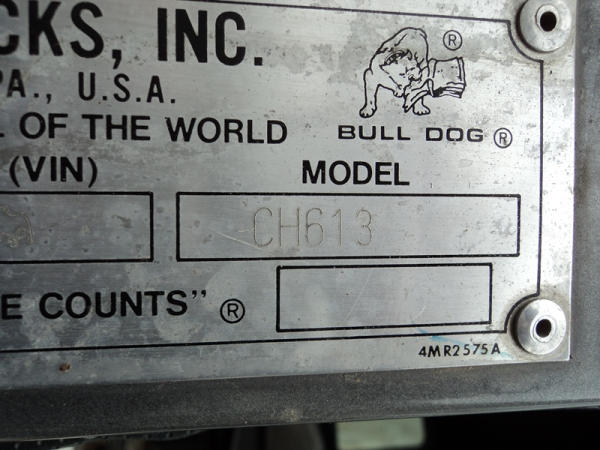 CKS, INC.
PA., U.S.A.
L OF THE WORLD
BULL DOG ®
®
(VIN)
MODEL
CH613
E COUNTS" ®
4MR2575A